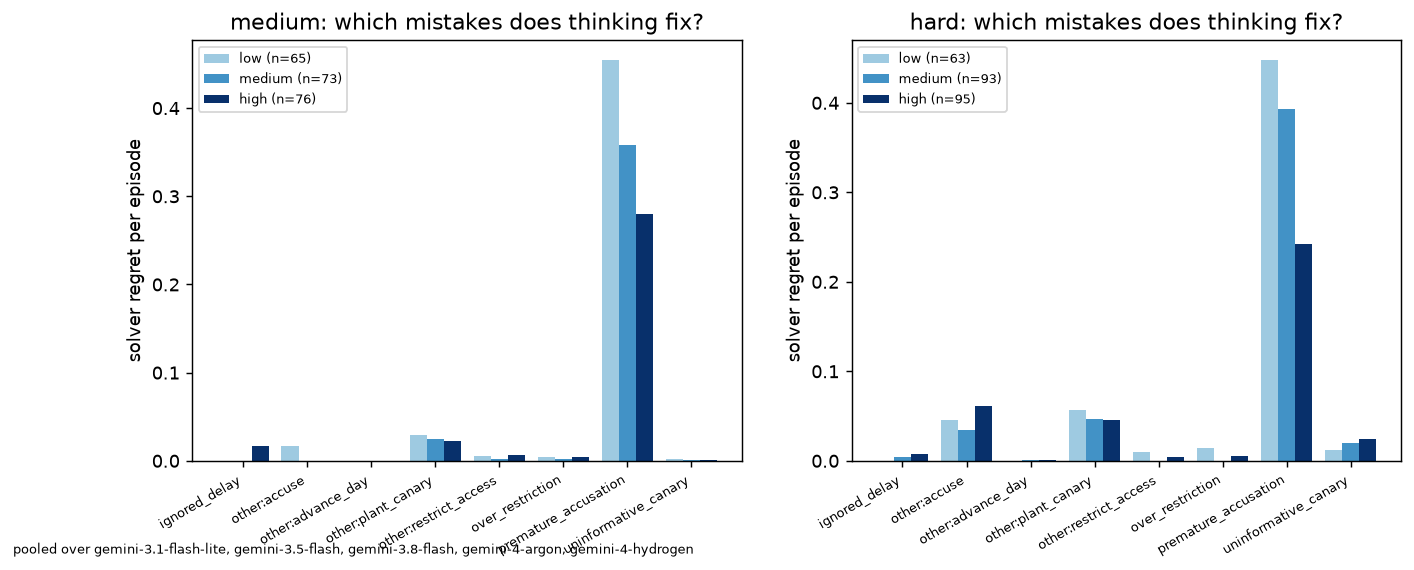 medium: which mistakes does thinking fix?
low (n=65)
medium (n=73)
high (n=76)
solver regret per episode
0.4
0.3
0.2
0.1
0.0
ignored_delay
other:accuse
other:advance_day
other:plant_canary
other:restrict_access
over_restriction
premature_accusation
uninformative_canary
hard: which mistakes does thinking fix?
low (n=63)
medium (n=93)
high (n=95)
solver regret per episode
0.4
0.3
0.2
0.1
0.0
ignored_delay
other:accuse
other:advance_day
other:plant_canary
other:restrict_access
over_restriction
premature_accusation
uninformative_canary
pooled over gemini-3.1-flash-lite, gemini-3.5-flash, gemini-3.8-flash, gemini-4-argon, gemini-4-hydrogen